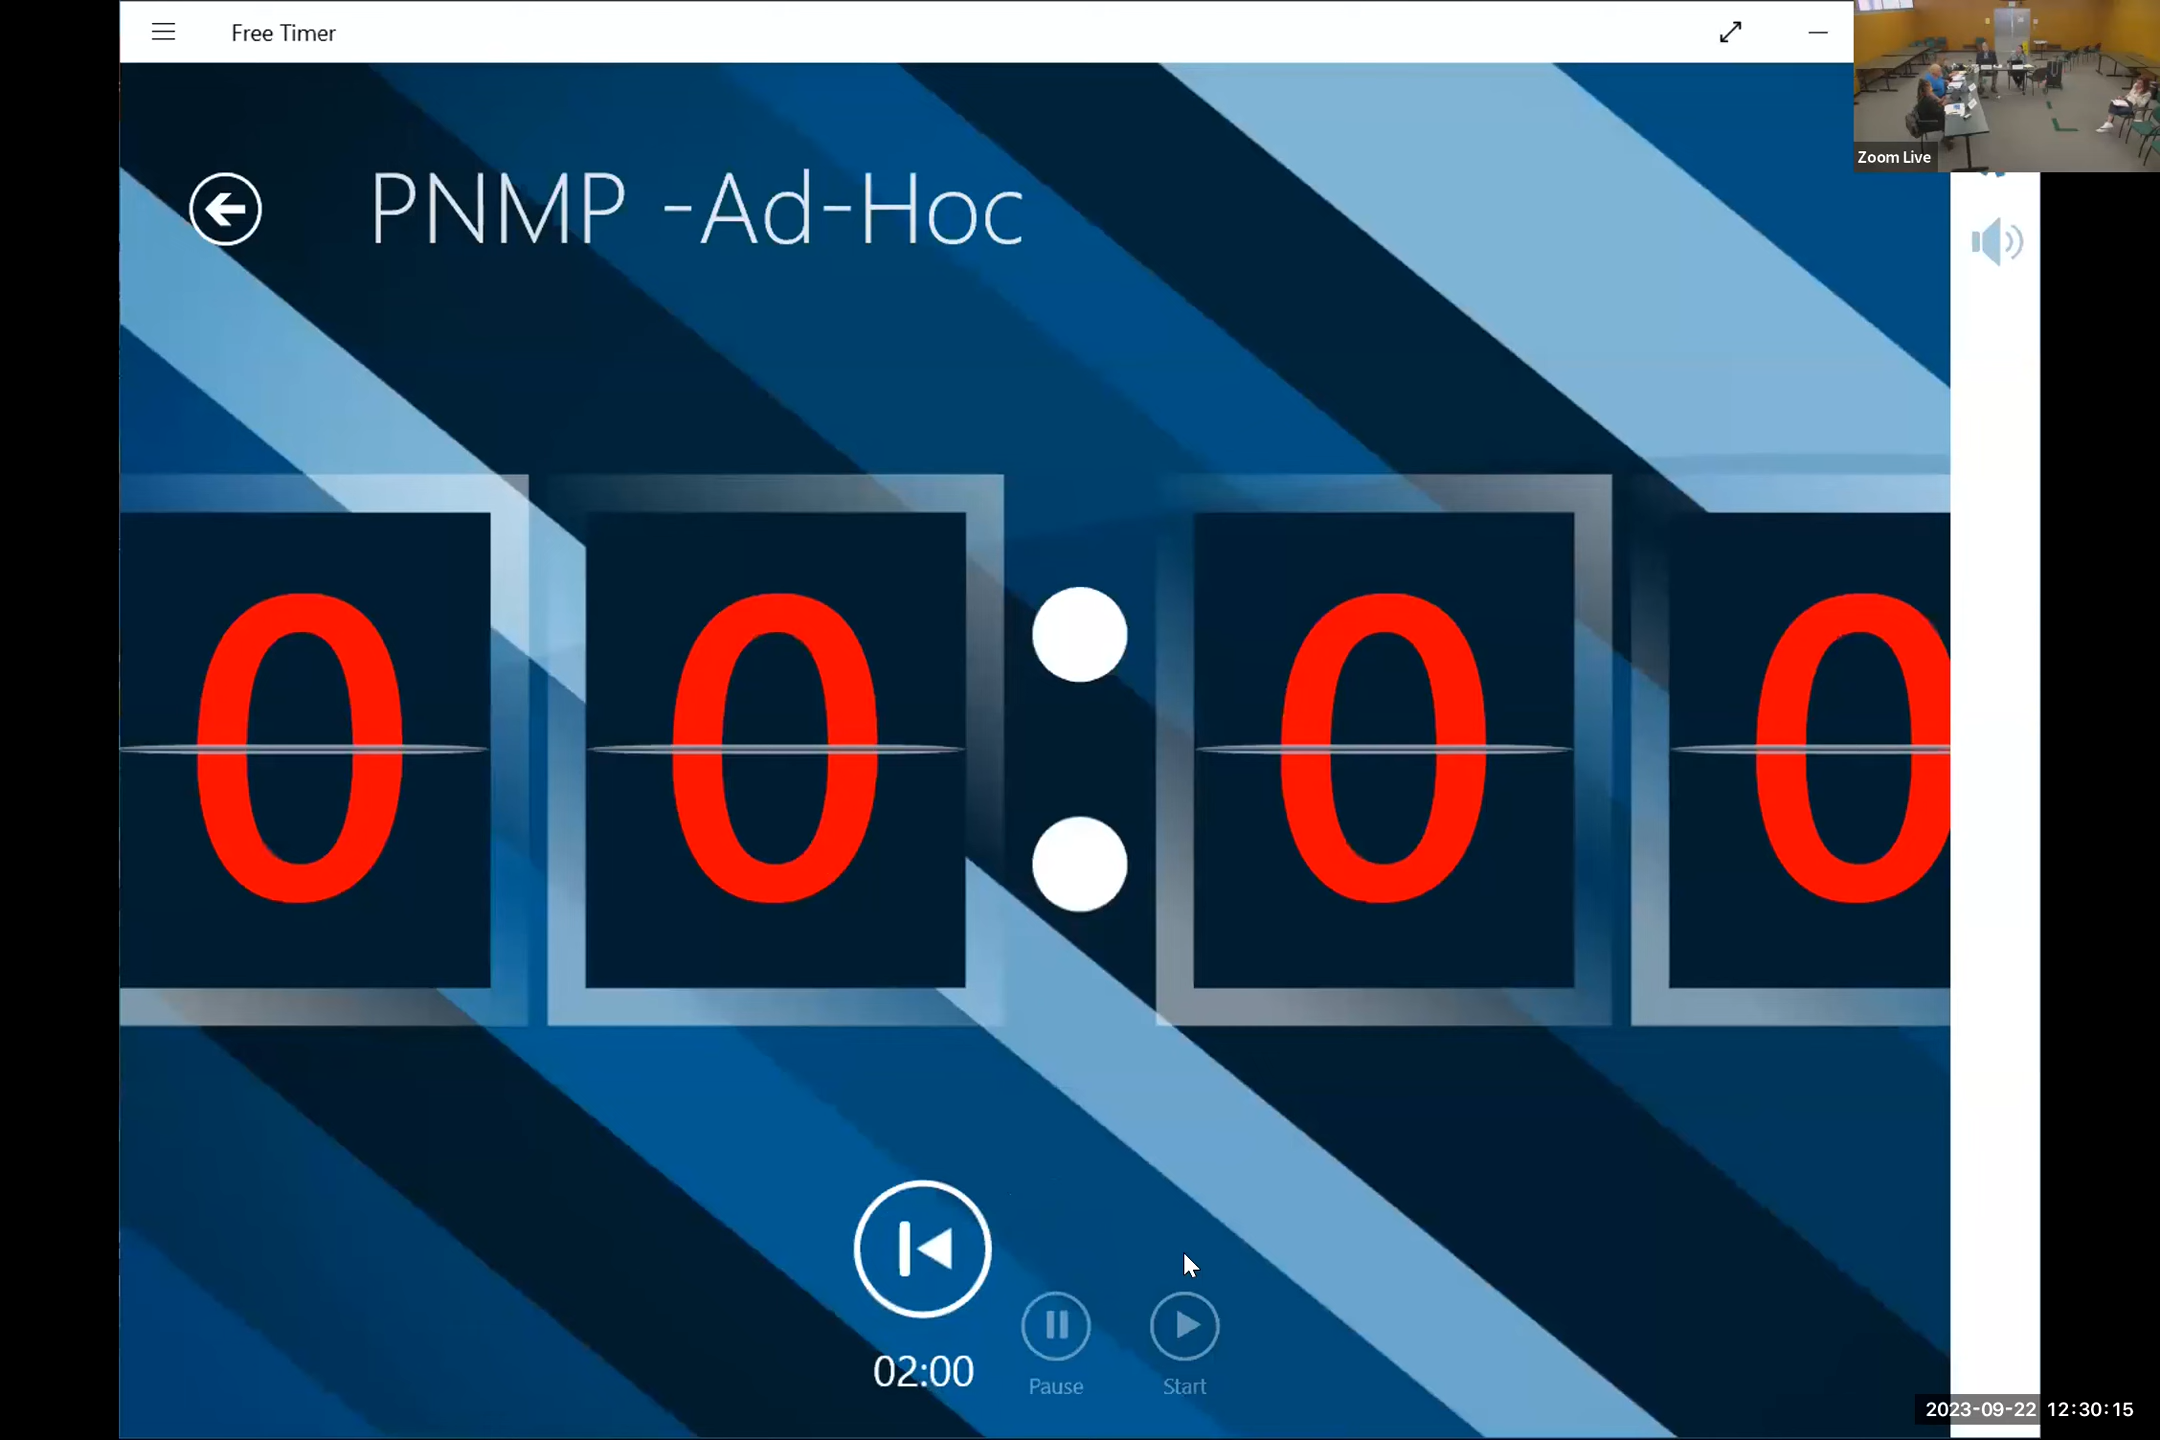 Free Timer
Zoom Live
PNMP -Ad-Hoc
00:00
02:00
Pause
Start
2023-09-22 12:30:15